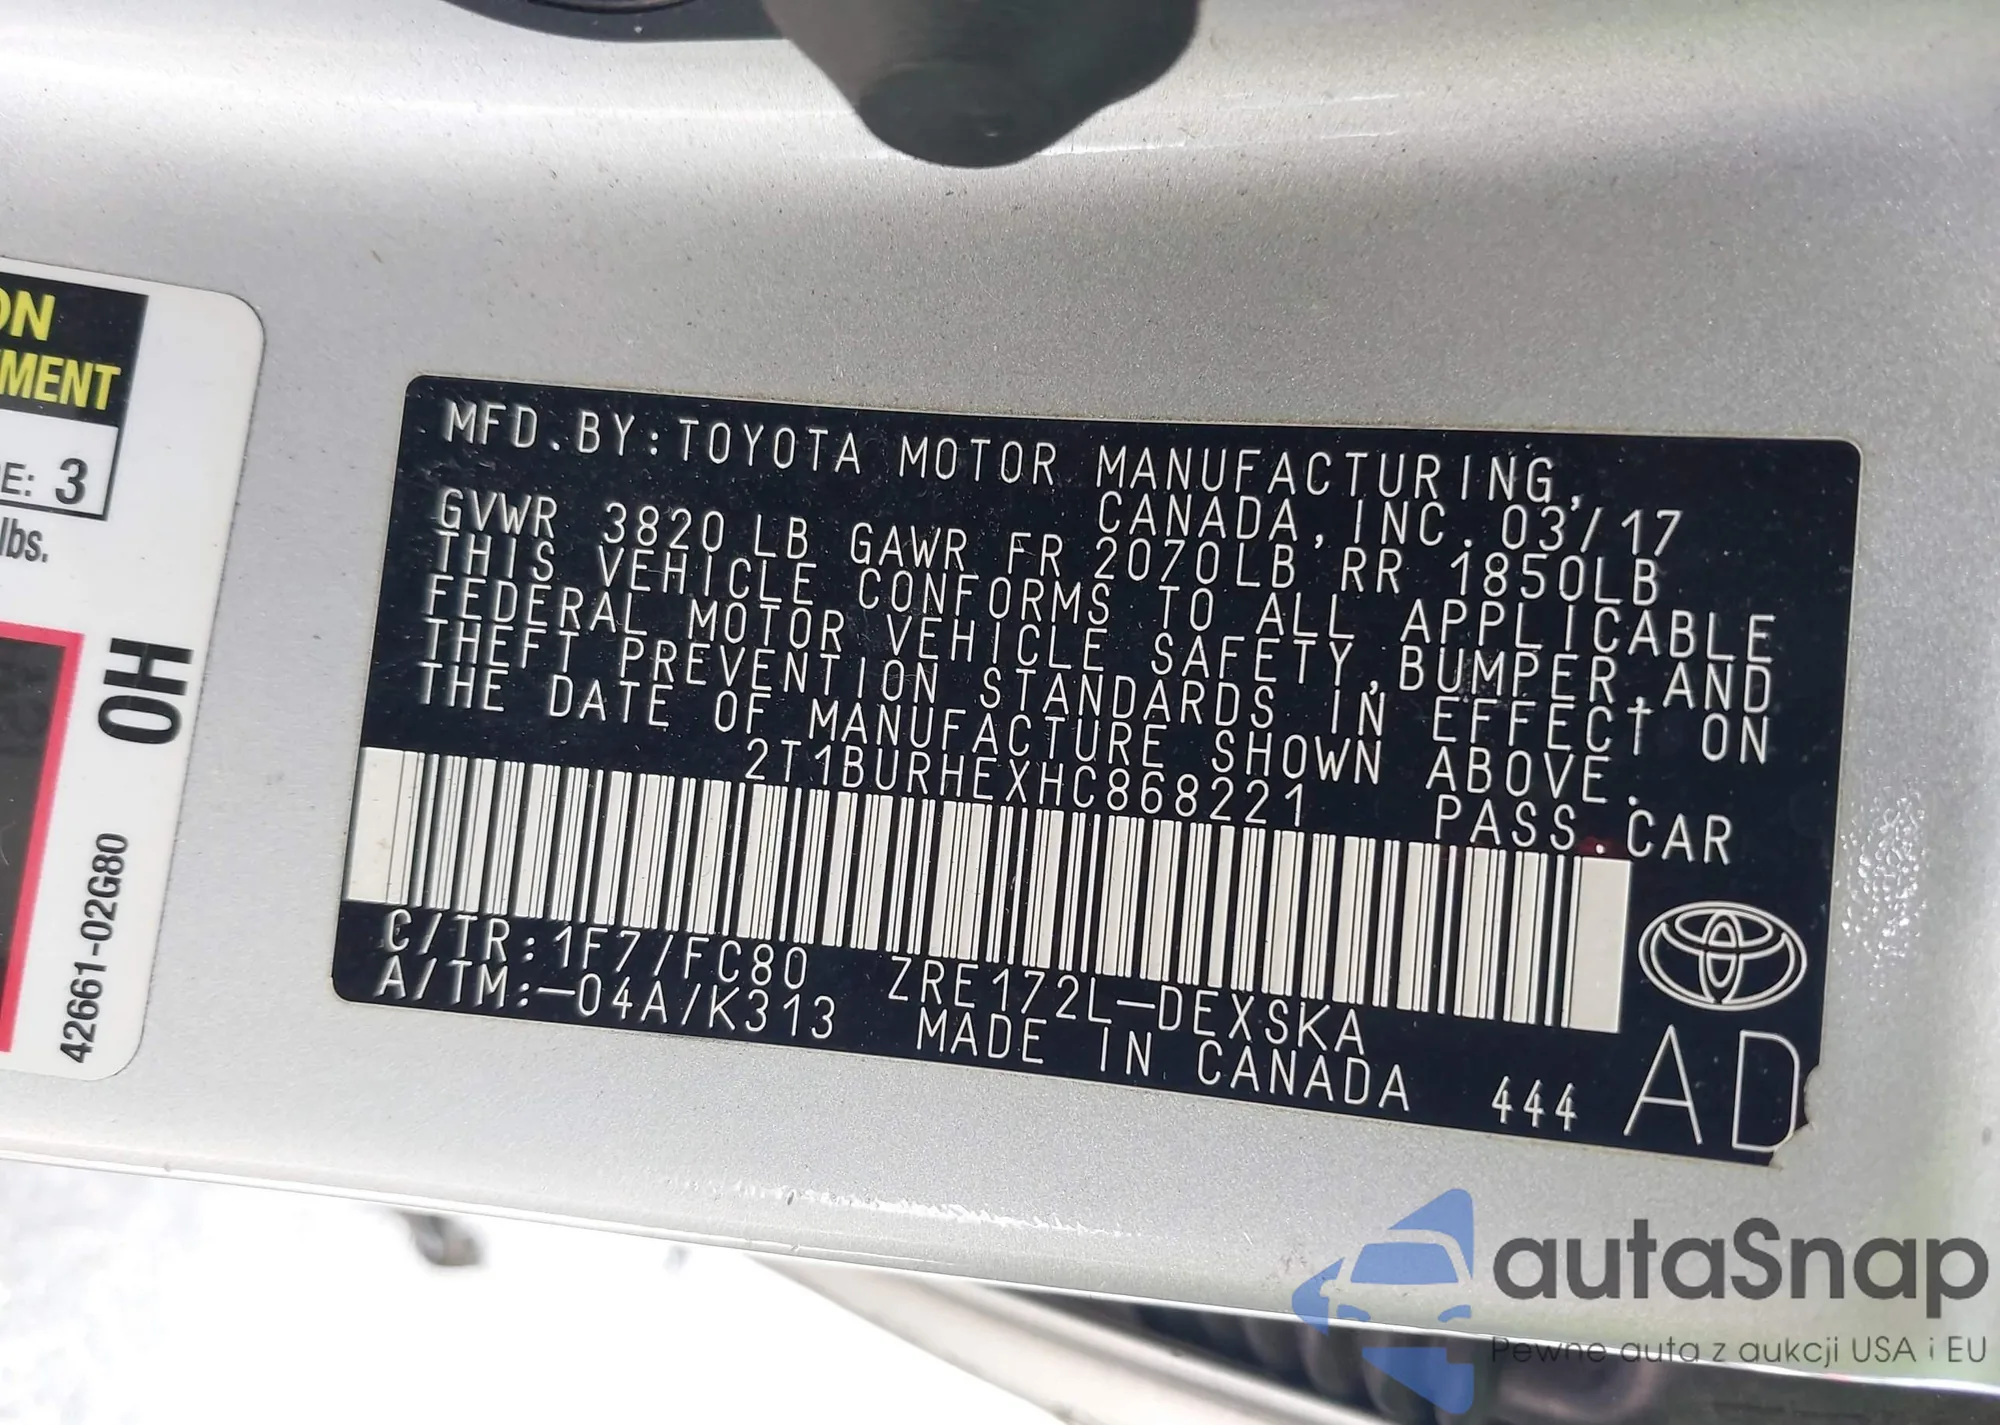 ON
MENT
E: 3
lbs.
OH
42661-02G80
MFD.BY:TOYOTA MOTOR MANUFACTURING,
CANADA,INC.03/17
GVWR 3820 LB GAWR FR 2070LB RR 1850LB
THIS VEHICLE CONFORMS TO ALL APPLICABLE
FEDERAL MOTOR VEHICLE SAFETY,BUMPER,AND
THEFT PREVENTION STANDARDS IN EFFECT ON
THE DATE OF MANUFACTURE SHOWN ABOVE.
2T1BURHEXHC868221 PASS.CAR
C/TR:1F7/FC80 ZRE172L-DEXSKA
A/TM:-04A/K313 MADE IN CANADA 444 AD
autaSnap
Pewne auta z aukcji USA i EU